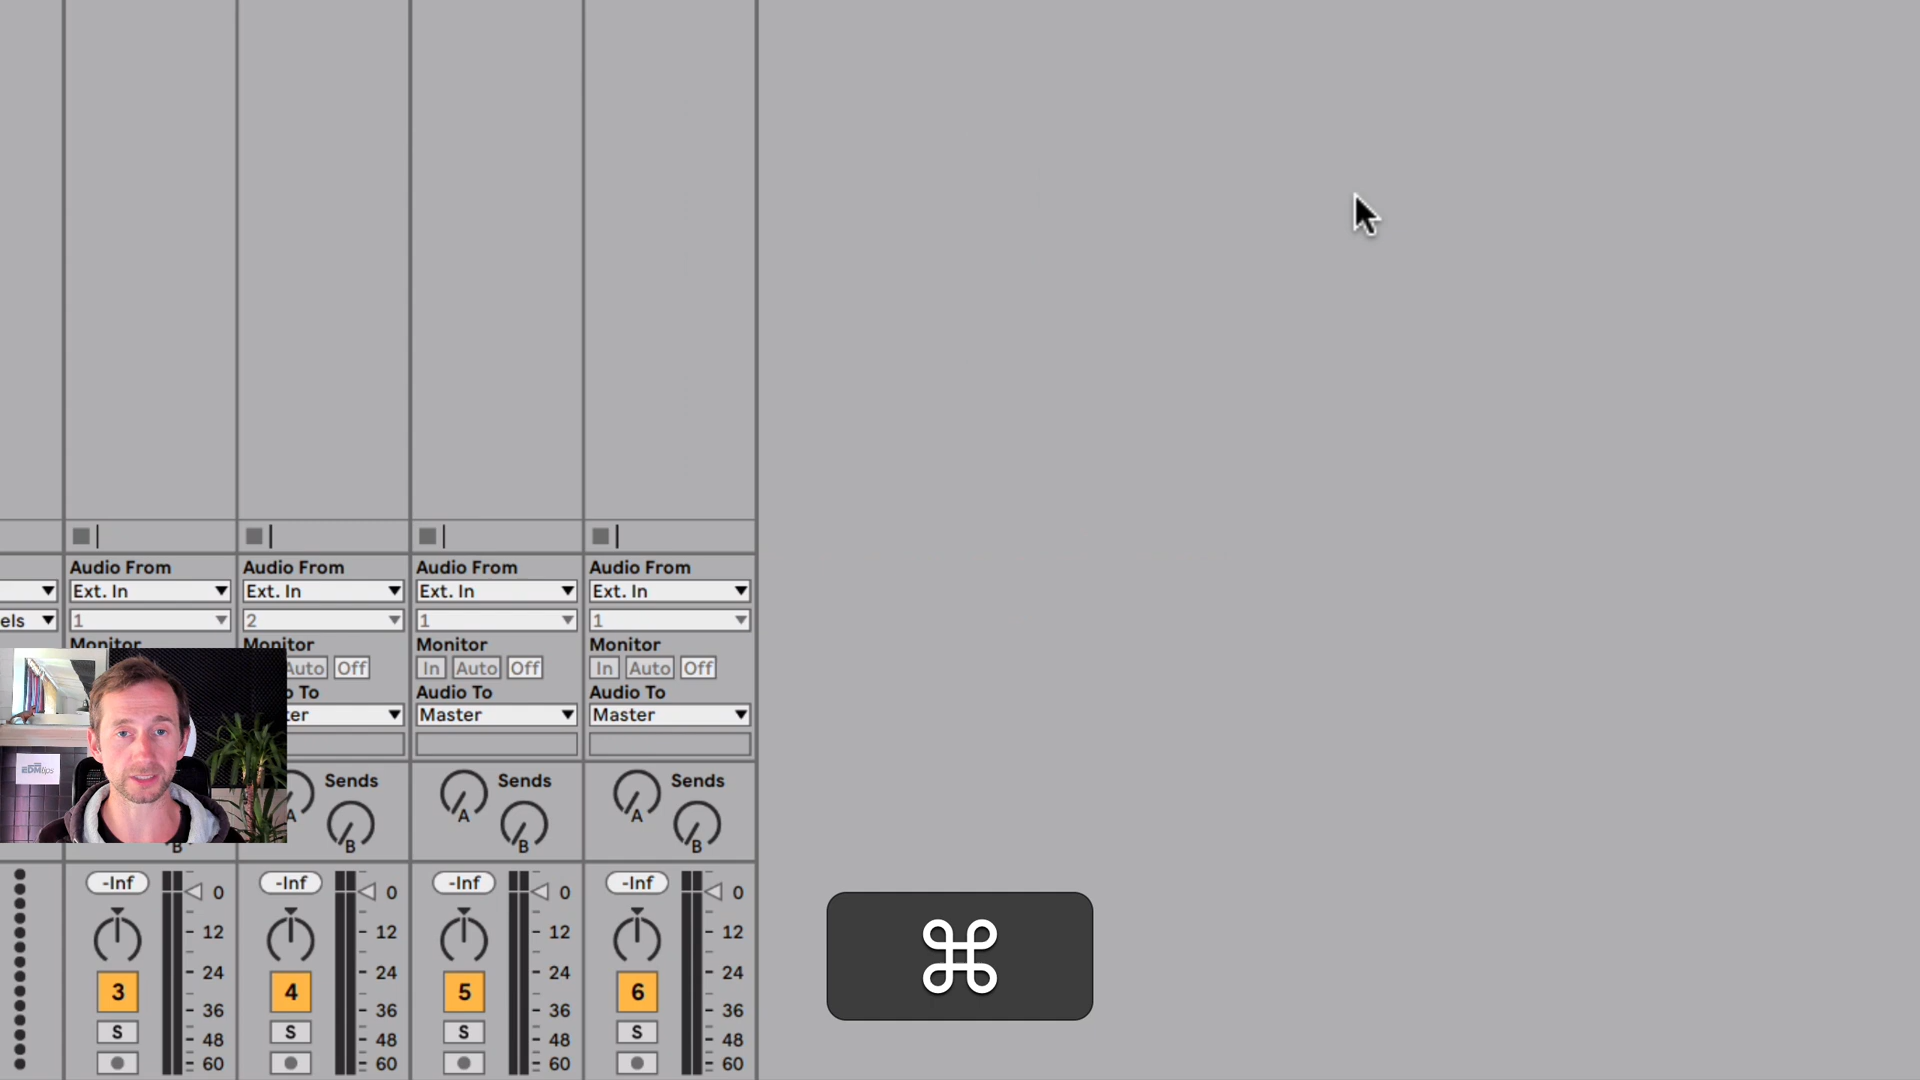 Audio From Audio From Audio From Audio From
Ext. In Ext. In Ext. In Ext. In
els 1 2 1 1
Monitor Monitor Monitor Monitor
Auto Off In Auto Off In Auto Off
o To Audio To Audio To
ter Master Master
EDMtips
Sends Sends Sends
A A A
B B B B
-Inf 0 -Inf 0 -Inf 0 -Inf 0
12 12 12 12
24 24 24 24
3 4 5 6
36 36 36 36
S S S S
48 48 48 48
60 60 60 60
⌘